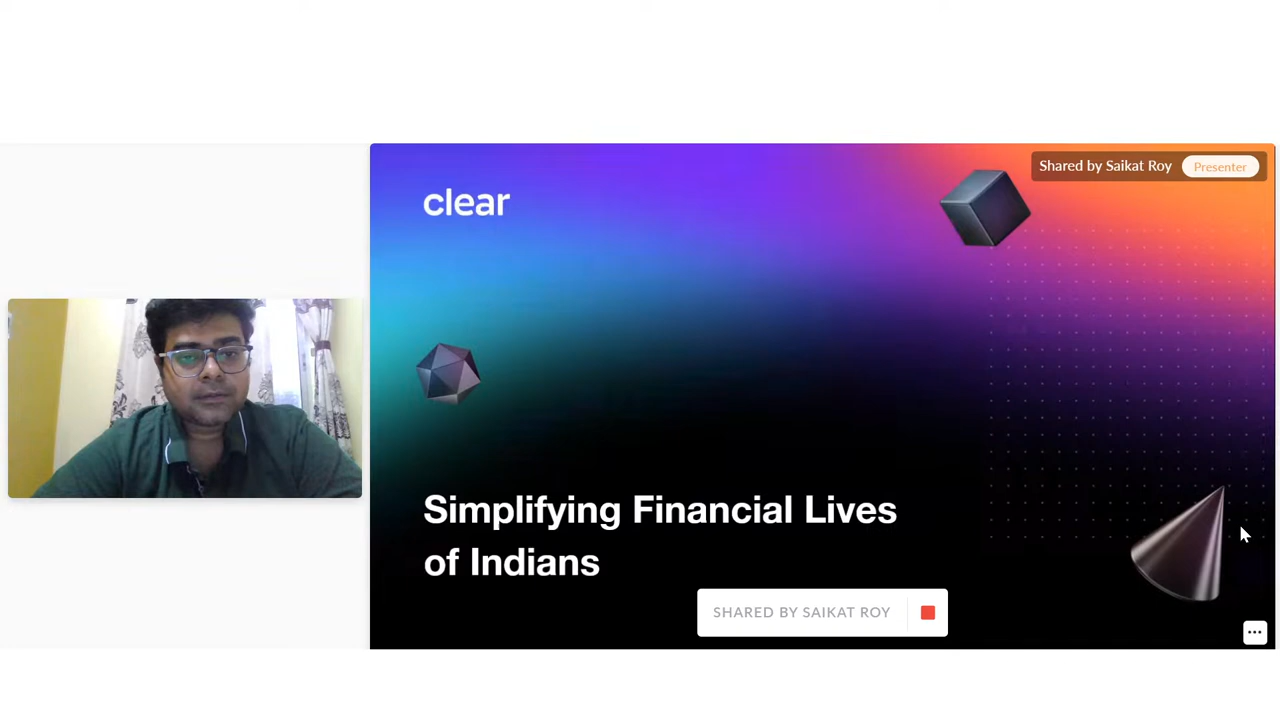 Shared by Saikat Roy Presenter
clear
Simplifying Financial Lives
of Indians
SHARED BY SAIKAT ROY